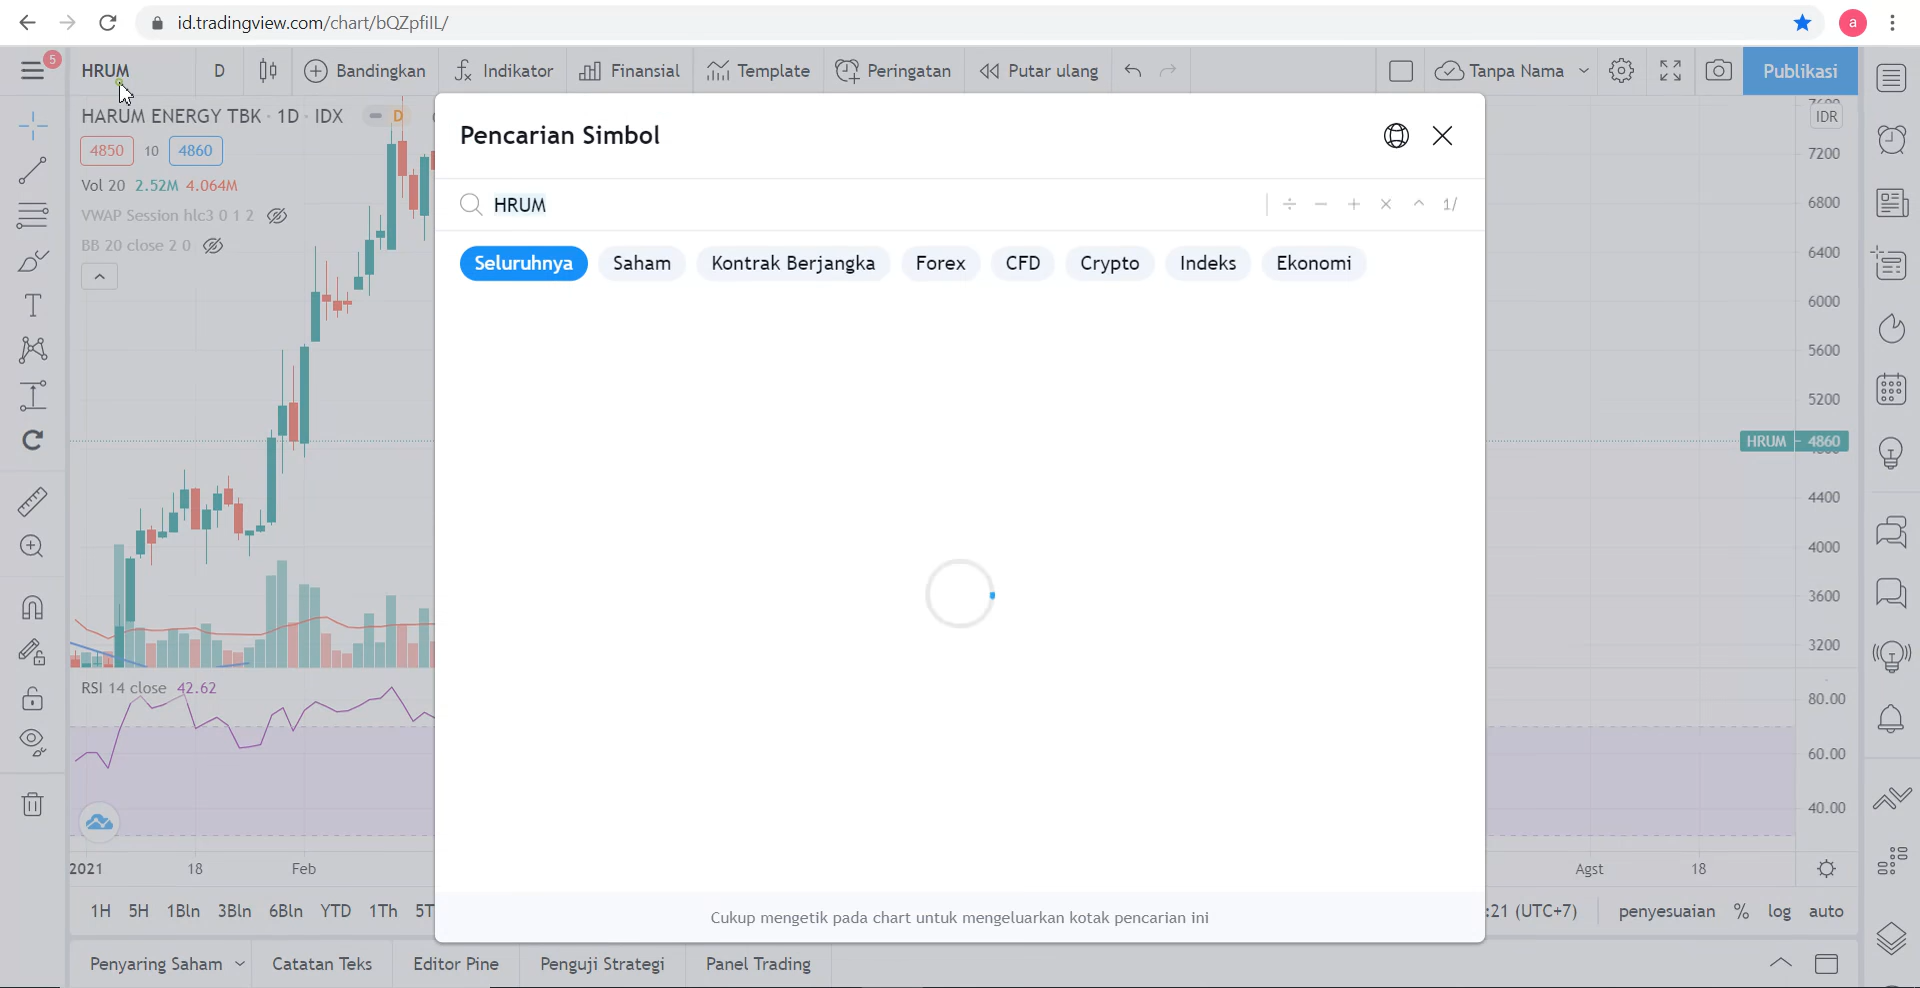 id.tradingview.com/chart/bQZpfiIL/
a
5
HRUM
D
Bandingkan
Indikator
Finansial
Template
Peringatan
Putar ulang
Tanpa Nama
Publikasi
HARUM ENERGY TBK · 1D · IDX
D
4850 10 4860
Vol 20 2.52M 4.064M
VWAP Session hlc3 0 1 2
BB 20 close 2 0
Pencarian Simbol
HRUM
÷ − + × ^ 1/
Seluruhnya
Saham
Kontrak Berjangka
Forex
CFD
Crypto
Indeks
Ekonomi
Cukup mengetik pada chart untuk mengeluarkan kotak pencarian ini
IDR
7200
6800
6400
6000
5600
5200
HRUM 4860
4400
4000
3600
3200
RSI 14 close 42.62
80.00
60.00
40.00
2021 18 Feb Agst 18
1H 5H 1Bln 3Bln 6Bln YTD 1Th 5T
:21 (UTC+7) penyesuaian % log auto
Penyaring Saham
Catatan Teks
Editor Pine
Penguji Strategi
Panel Trading